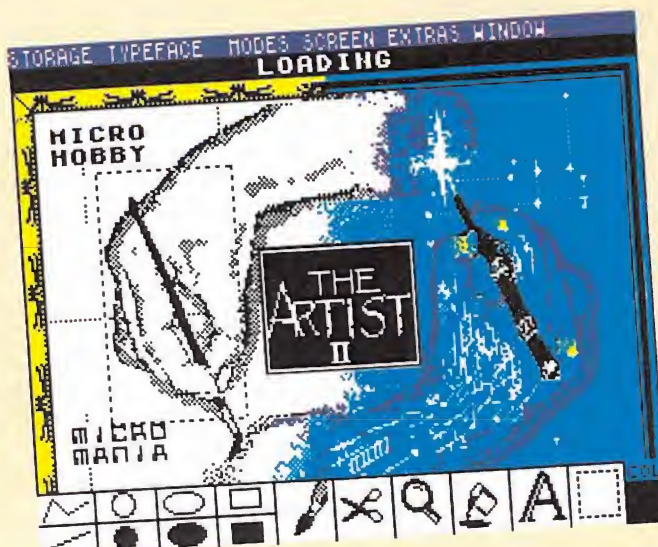 STORAGE TYPEFACE MODES SCREEN EXTRAS WINDOW
LOADING
MICRO
HOBBY
THE
ARTIST
II
MICRO
MANIA
A